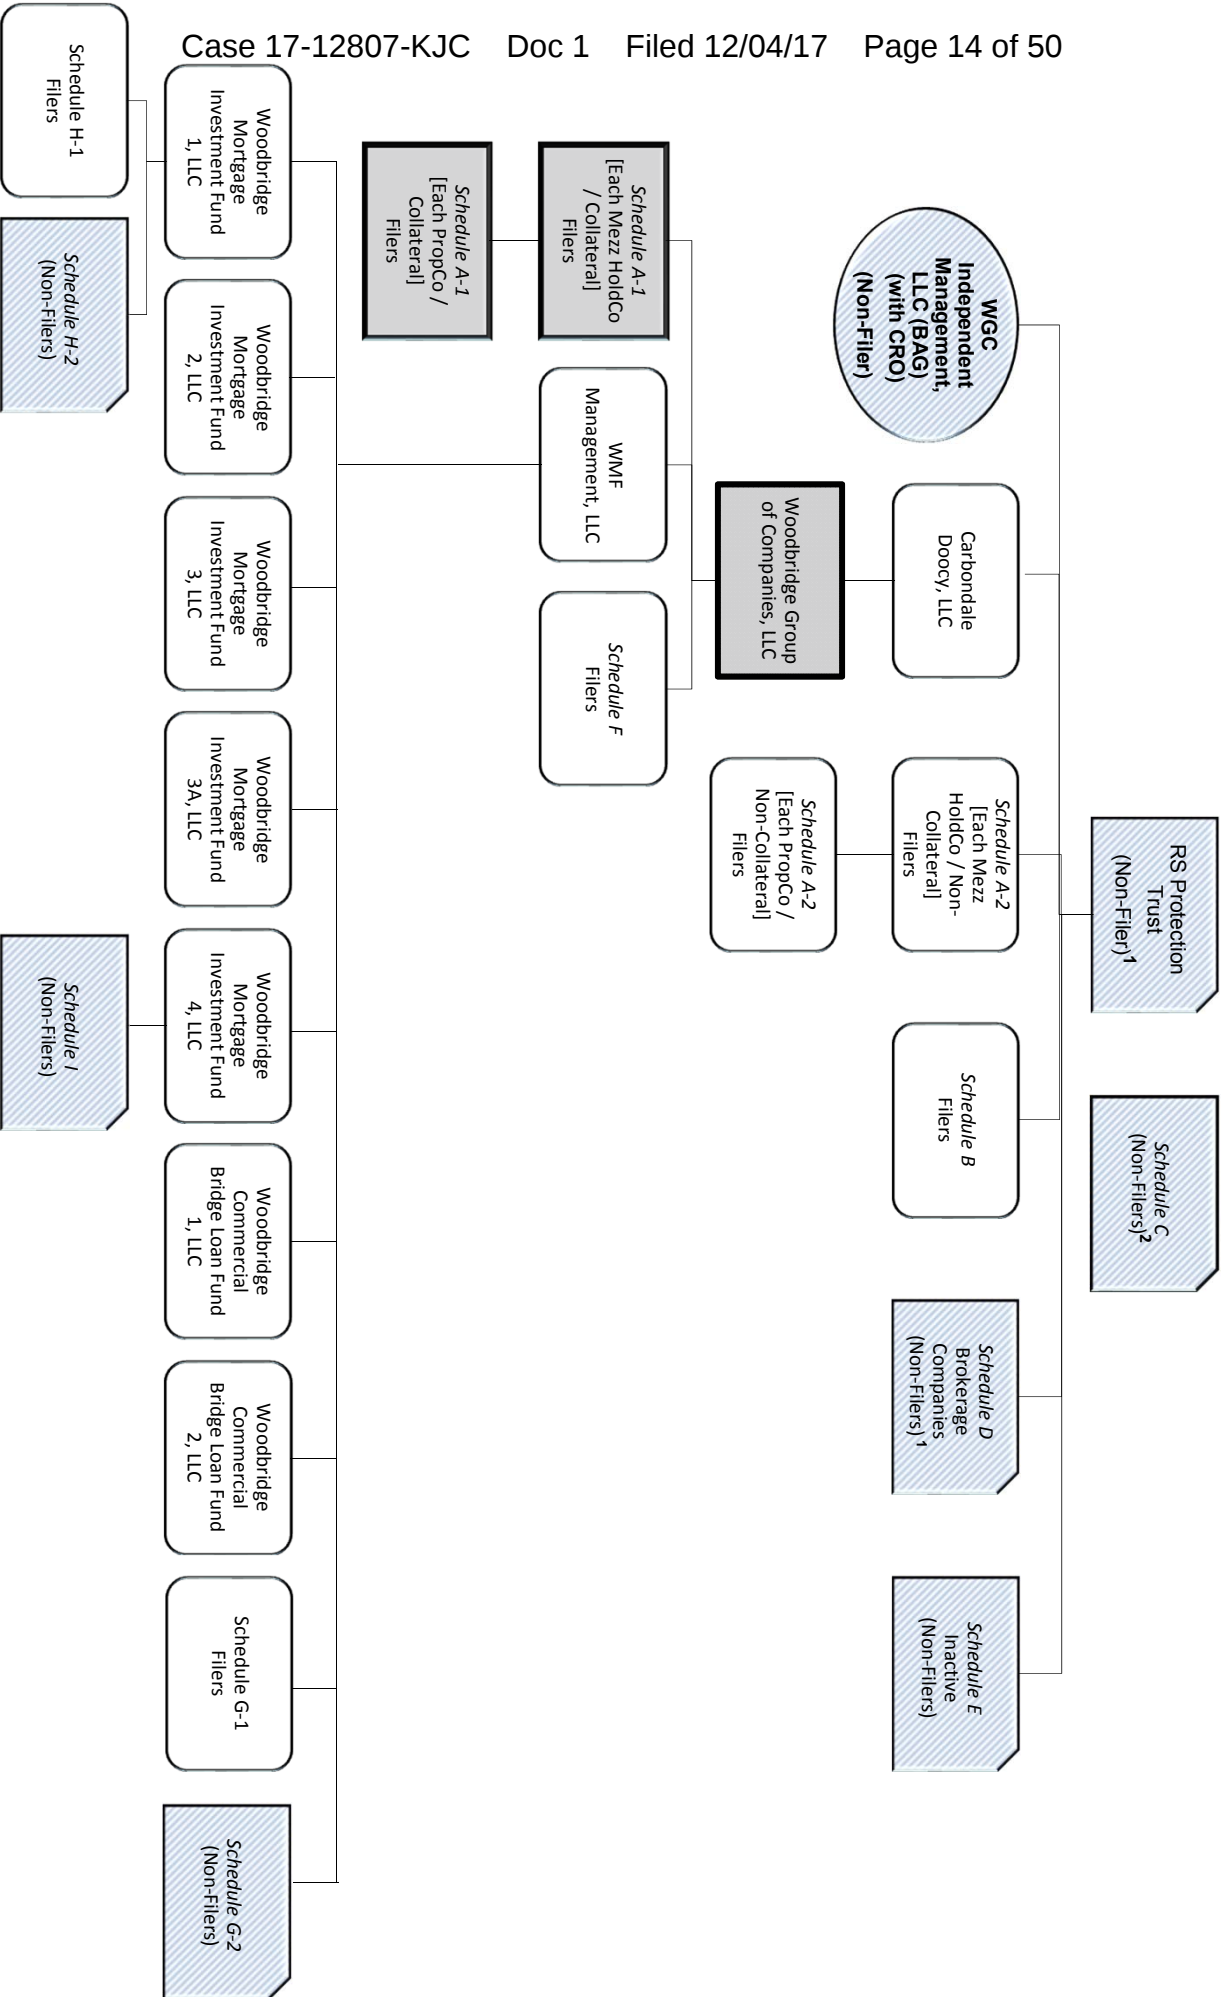 Case 17-12807-KJC Doc 1 Filed 12/04/17 Page 14 of 50
RS Protection
Trust
(Non-Filer)1
Schedule C
(Non-Filers)2
WGC
Independent
Management,
LLC (BAG)
(with CRO)
(Non-Filer)
Carbondale
Doocy, LLC
Schedule A-2
[Each Mezz
HoldCo / Non-
Collateral]
Filers
Schedule B
Filers
Schedule D
Brokerage
Companies
(Non-Filers) 1
Schedule E
Inactive
(Non-Filers)
Woodbridge Group
of Companies, LLC
Schedule A-2
[Each PropCo /
Non-Collateral]
Filers
Schedule A-1
[Each Mezz HoldCo
/ Collateral]
Filers
WMF
Management, LLC
Schedule F
Filers
Schedule A-1
[Each PropCo /
Collateral]
Filers
Woodbridge
Mortgage
Investment Fund
1, LLC
Woodbridge
Mortgage
Investment Fund
2, LLC
Woodbridge
Mortgage
Investment Fund
3, LLC
Woodbridge
Mortgage
Investment Fund
3A, LLC
Woodbridge
Mortgage
Investment Fund
4, LLC
Woodbridge
Commercial
Bridge Loan Fund
1, LLC
Woodbridge
Commercial
Bridge Loan Fund
2, LLC
Schedule G-1
Filers
Schedule G-2
(Non-Filers)
Schedule H-1
Filers
Schedule H-2
(Non-Filers)
Schedule I
(Non-Filers)